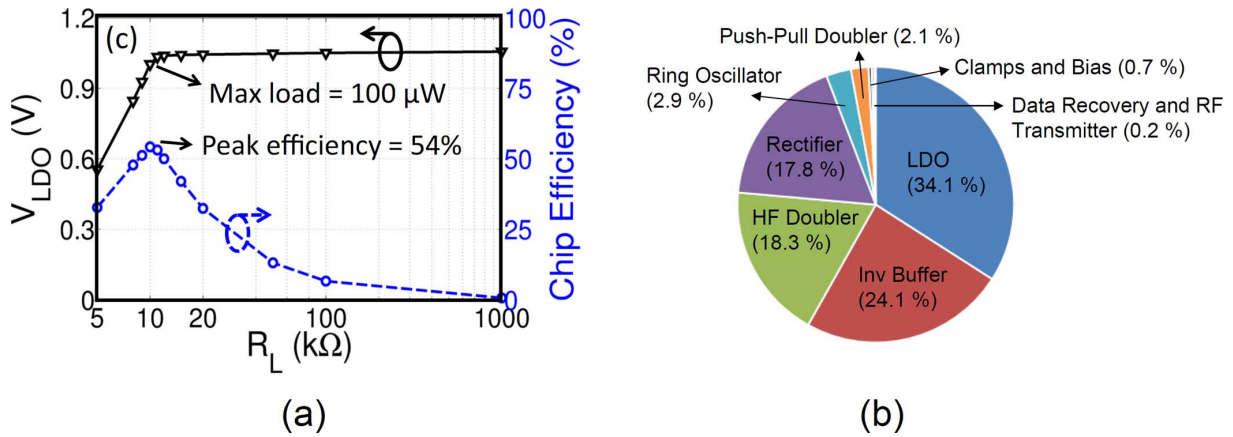 (c)
1.2
0.9
0.6
0.3
0
V_LDO (V)
100
75
50
25
0
Chip Efficiency (%)
Max load = 100 µW
Peak efficiency = 54%
5
10
20
100
1000
R_L (kΩ)
(a)
Push-Pull Doubler (2.1 %)
Ring Oscillator
(2.9 %)
Clamps and Bias (0.7 %)
Data Recovery and RF
Transmitter (0.2 %)
Rectifier
(17.8 %)
LDO
(34.1 %)
HF Doubler
(18.3 %)
Inv Buffer
(24.1 %)
(b)